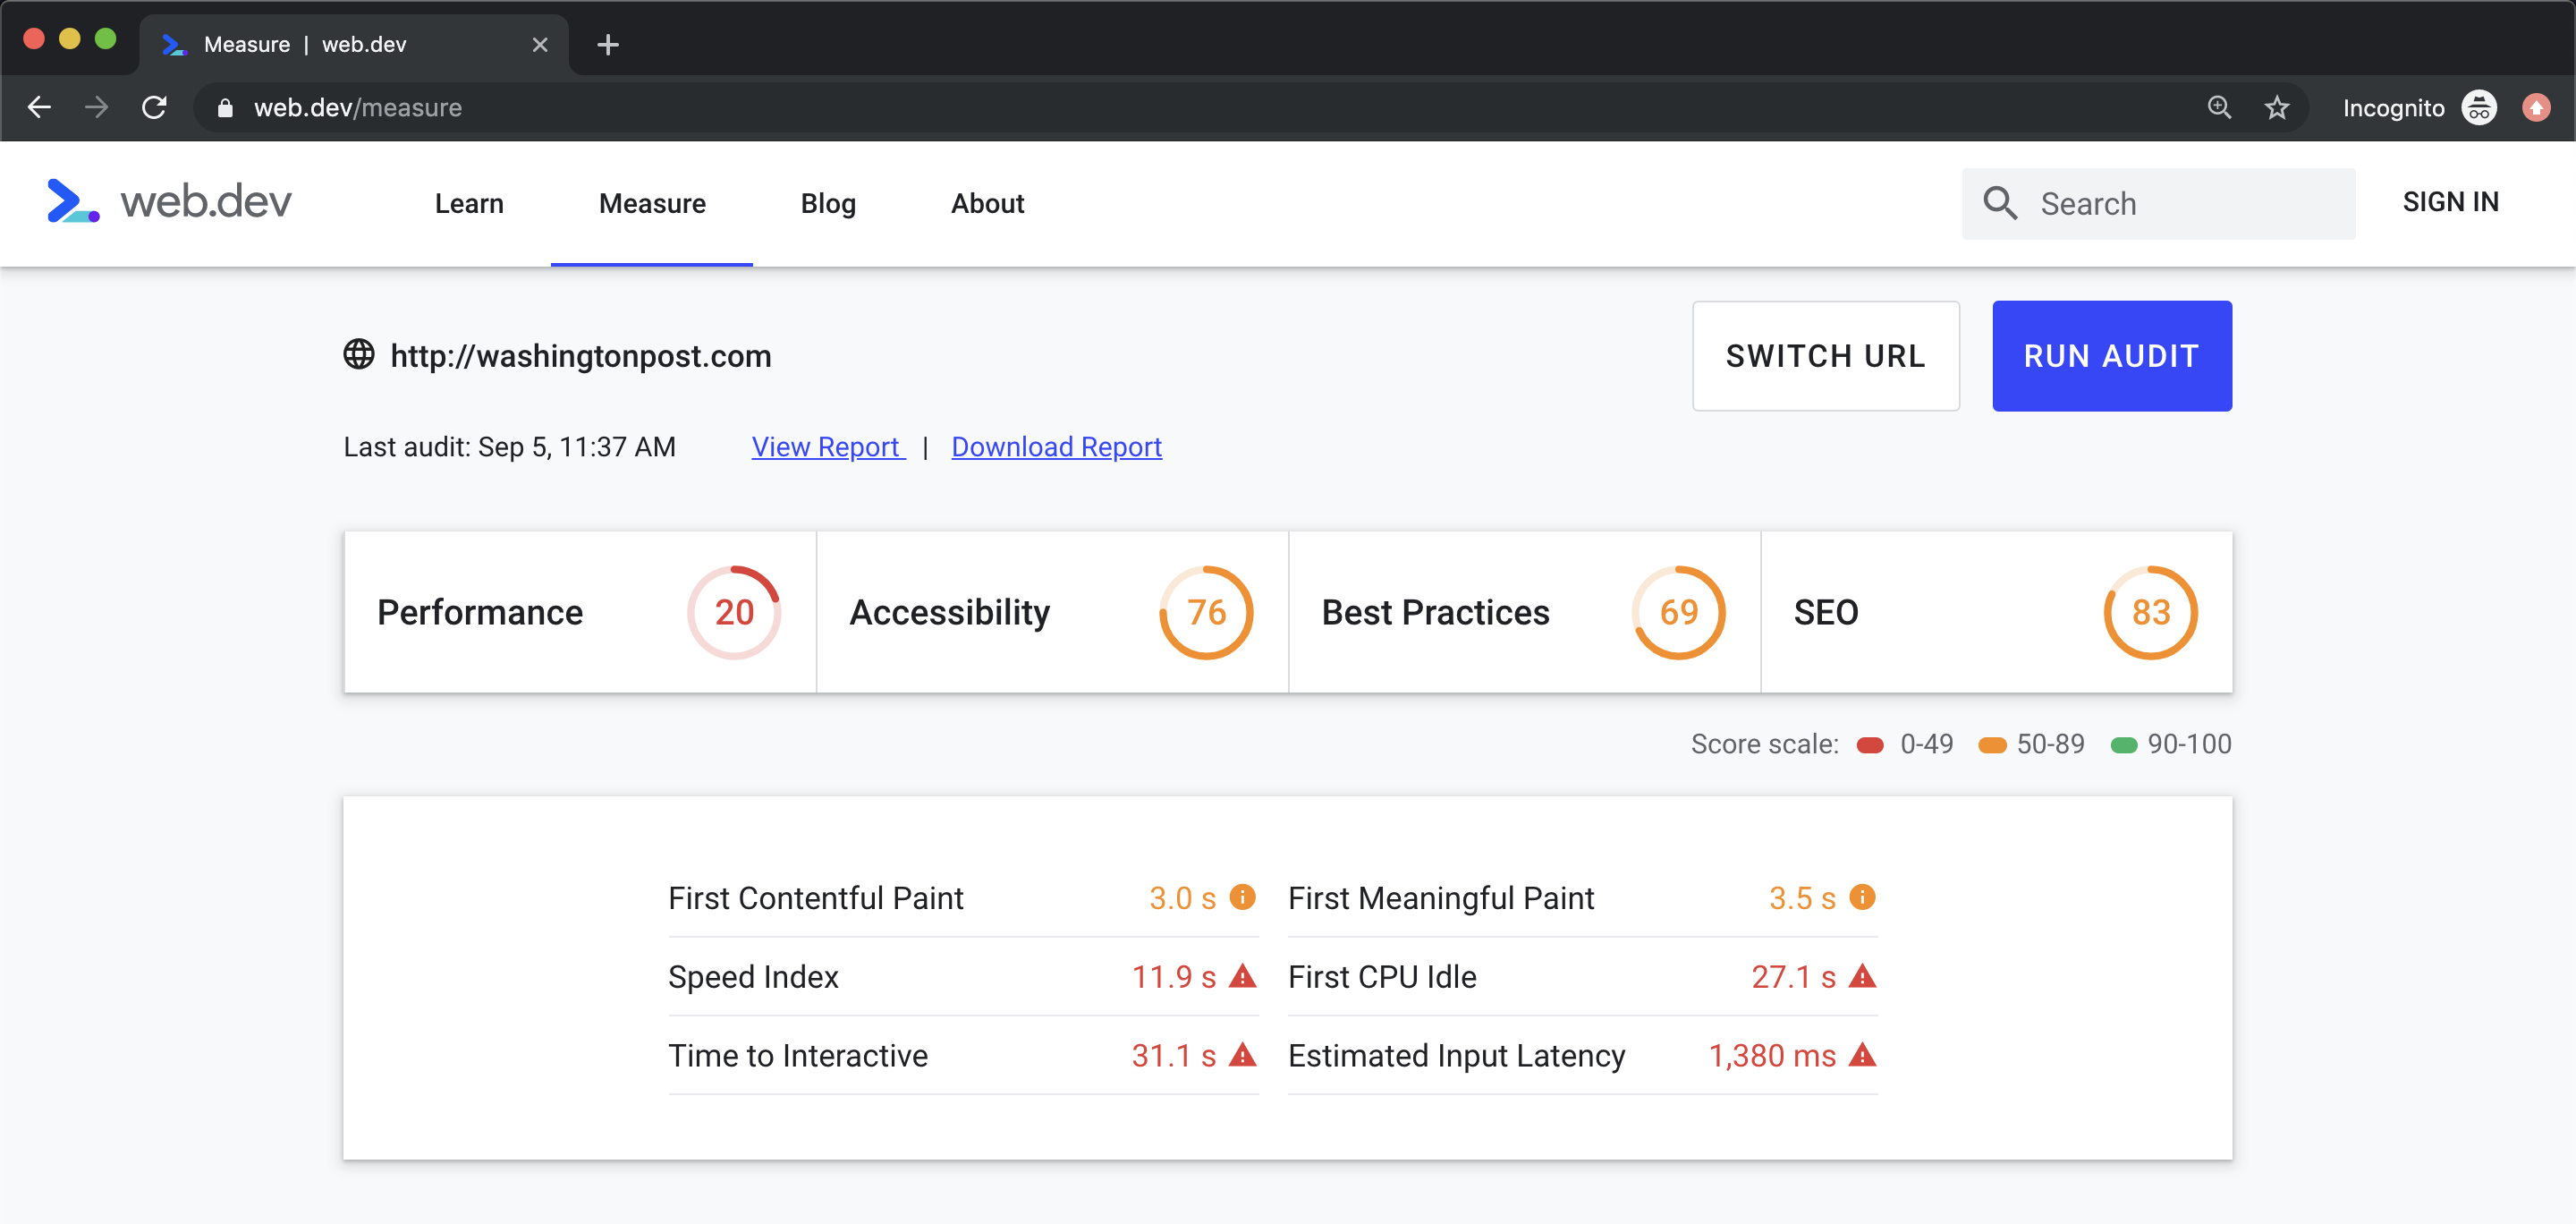 Measure | web.dev
web.dev/measure
Incognito
web.dev
Learn
Measure
Blog
About
Search
SIGN IN
http://washingtonpost.com
SWITCH URL
RUN AUDIT
Last audit: Sep 5, 11:37 AM
View Report | Download Report
Performance
20
Accessibility
76
Best Practices
69
SEO
83
Score scale: 0-49 50-89 90-100
First Contentful Paint 3.0 s
First Meaningful Paint 3.5 s
Speed Index 11.9 s
First CPU Idle 27.1 s
Time to Interactive 31.1 s
Estimated Input Latency 1,380 ms